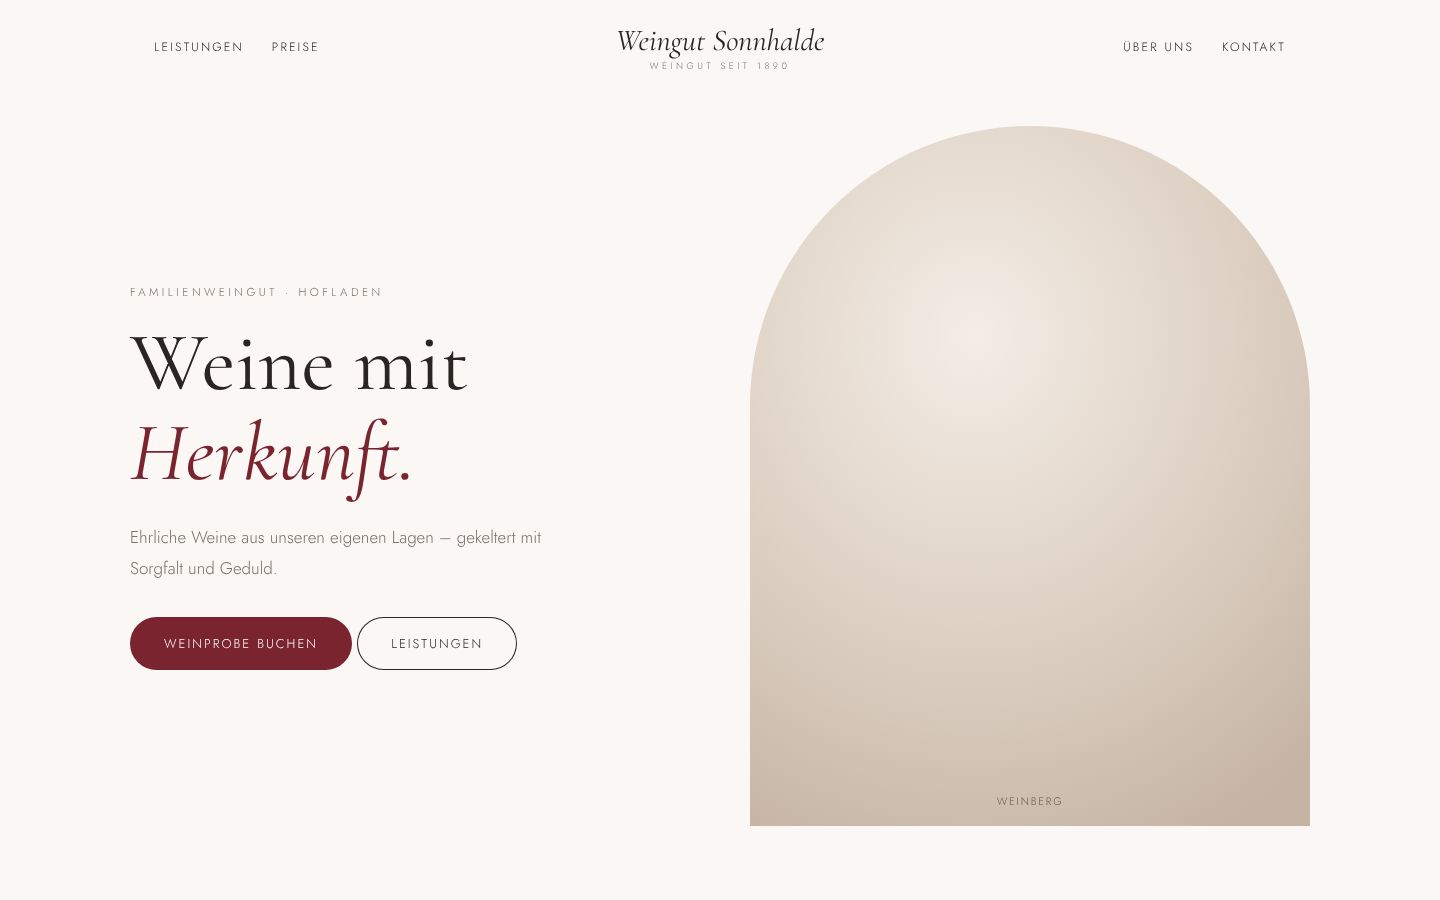 LEISTUNGEN PREISE
Weingut Sonnhalde
WEINGUT SEIT 1890
ÜBER UNS KONTAKT
FAMILIENWEINGUT · HOFLADEN
Weine mit
Herkunft.
Ehrliche Weine aus unseren eigenen Lagen – gekeltert mit
Sorgfalt und Geduld.
WEINPROBE BUCHEN
LEISTUNGEN
WEINBERG